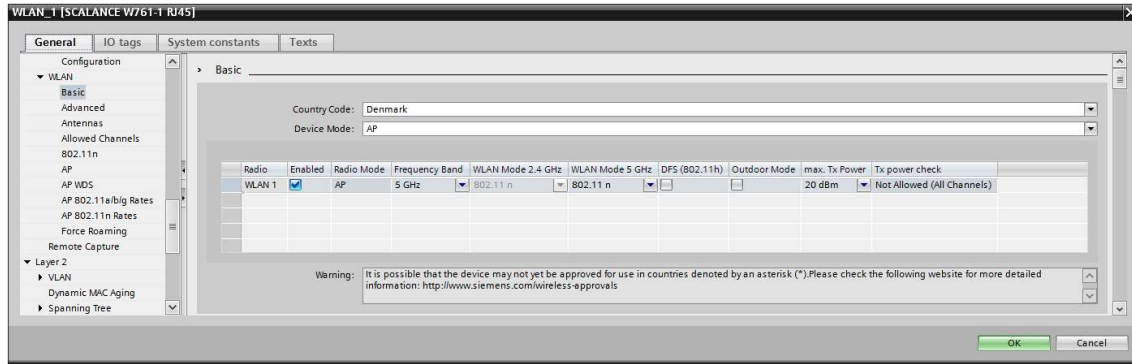 WLAN_1 [SCALANCE W761-1 RJ45]
General
IO tags
System constants
Texts
Configuration
WLAN
Basic
Advanced
Antennas
Allowed Channels
802.11n
AP
AP WDS
AP 802.11a/b/g Rates
AP 802.11n Rates
Force Roaming
Remote Capture
Layer 2
VLAN
Dynamic MAC Aging
Spanning Tree
Basic
Country Code: Denmark
Device Mode: AP
Radio Enabled Radio Mode Frequency Band WLAN Mode 2.4 GHz WLAN Mode 5 GHz DFS (802.11h) Outdoor Mode max. Tx Power Tx power check
WLAN 1 AP 5 GHz 802.11 n 802.11 n 20 dBm Not Allowed (All Channels)
Warning: It is possible that the device may not yet be approved for use in countries denoted by an asterisk (*).Please check the following website for more detailed
information: http://www.siemens.com/wireless-approvals
OK
Cancel